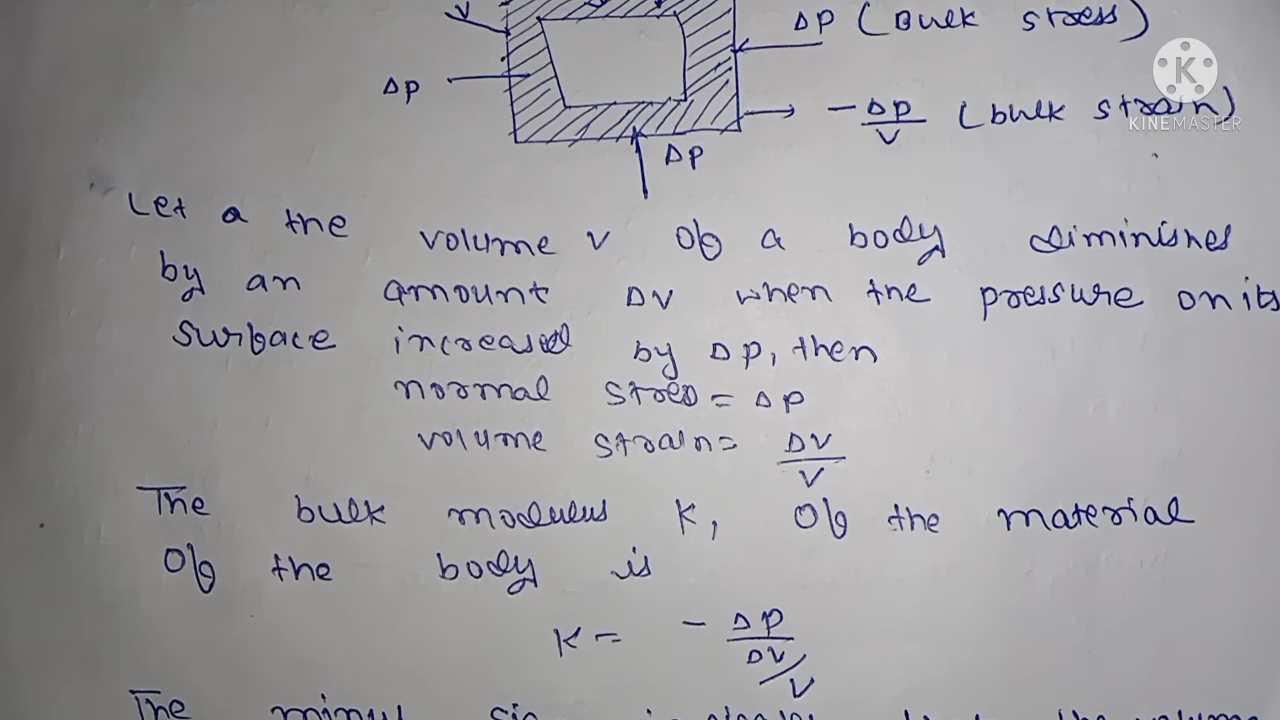 V
ΔP (Bulk stress)
K
ΔP
-ΔP/V (bulk strain)
KINEMASTER
ΔP
Let a the volume V of a body diminishes
by an amount ΔV when the pressure on its
surface increased by ΔP, then
normal stress = ΔP
volume strain = ΔV/V
The bulk modulus K, of the material
of the body is
K = - ΔP/ΔV/V
The minus